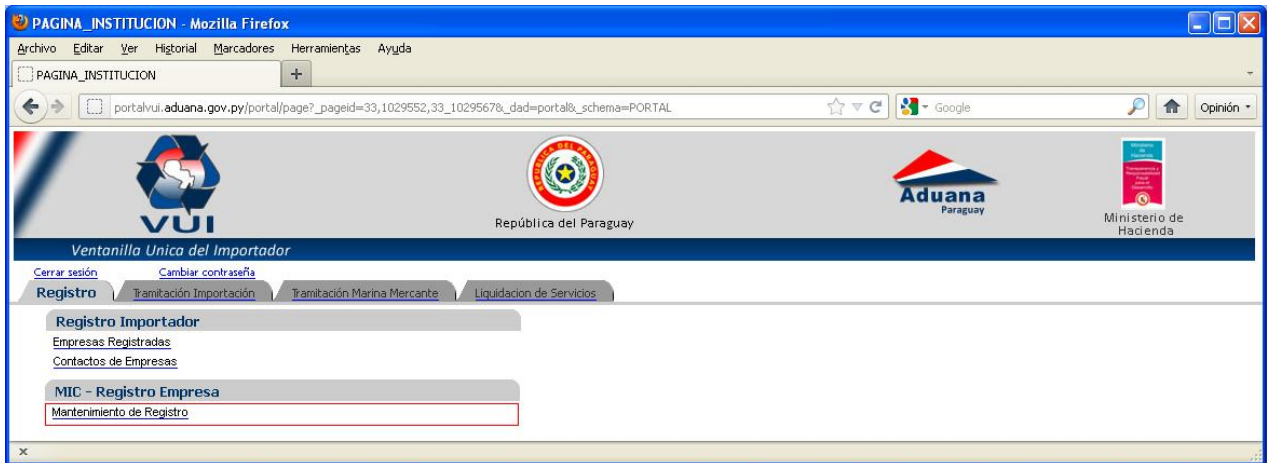 PAGINA_INSTITUCION - Mozilla Firefox
Archivo Editar Ver Historial Marcadores Herramientas Ayuda
PAGINA_INSTITUCION +
portalvui.aduana.gov.py/portal/page?_pageid=33,1029552,33_1029567&_dad=portal&_schema=PORTAL Google Opinión
VUI
REPUBLICA DEL PARAGUAY
República del Paraguay
Aduana
Paraguay
Ministerio de
Hacienda
Ventanilla Unica del Importador
Cerrar sesión Cambiar contraseña
Registro Tramitación Importación Tramitación Marina Mercante Liquidacion de Servicios
Registro Importador
Empresas Registradas
Contactos de Empresas
MIC - Registro Empresa
Mantenimiento de Registro